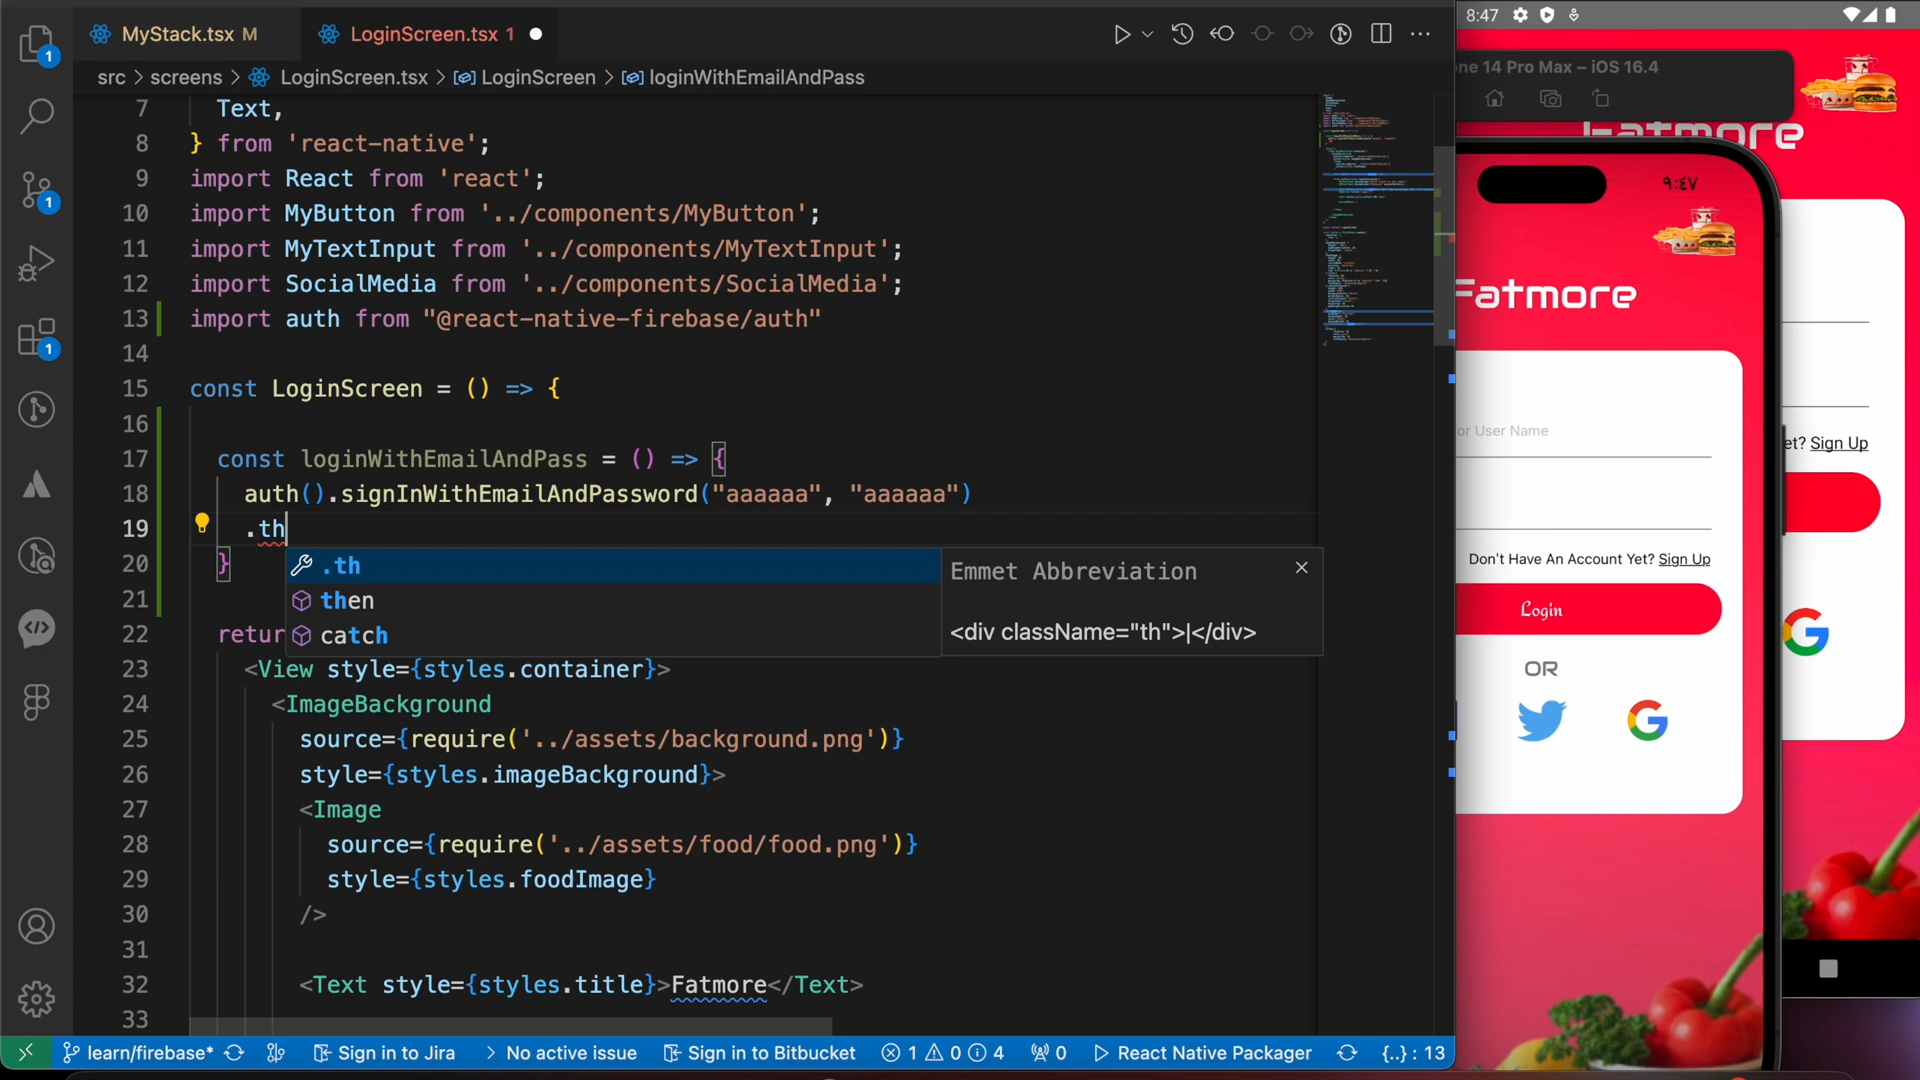 MyStack.tsx M
LoginScreen.tsx 1
src > screens > LoginScreen.tsx > LoginScreen > loginWithEmailAndPass
7 Text,
8 } from 'react-native';
9 import React from 'react';
10 import MyButton from '../components/MyButton';
11 import MyTextInput from '../components/MyTextInput';
12 import SocialMedia from '../components/SocialMedia';
13 import auth from "@react-native-firebase/auth"
14
15 const LoginScreen = () => {
16
17 const loginWithEmailAndPass = () => {
18 auth().signInWithEmailAndPassword("aaaaaa", "aaaaaa")
19 .th
20 }
21
22 retur
23 <View style={styles.container}>
24 <ImageBackground
25 source={require('../assets/background.png')}
26 style={styles.imageBackground}>
27 <Image
28 source={require('../assets/food/food.png')}
29 style={styles.foodImage}
30 />
31
32 <Text style={styles.title}>Fatmore</Text>
33
.th
then
catch
Emmet Abbreviation
<div className="th">|</div>
1
1
1
learn/firebase*
Sign in to Jira
No active issue
Sign in to Bitbucket
1 0 4
0
React Native Packager
{..} : 13
8:47
ne 14 Pro Max – iOS 16.4
Fatmore
٩:٤٧
Fatmore
or User Name
et? Sign Up
Don't Have An Account Yet? Sign Up
Login
OR